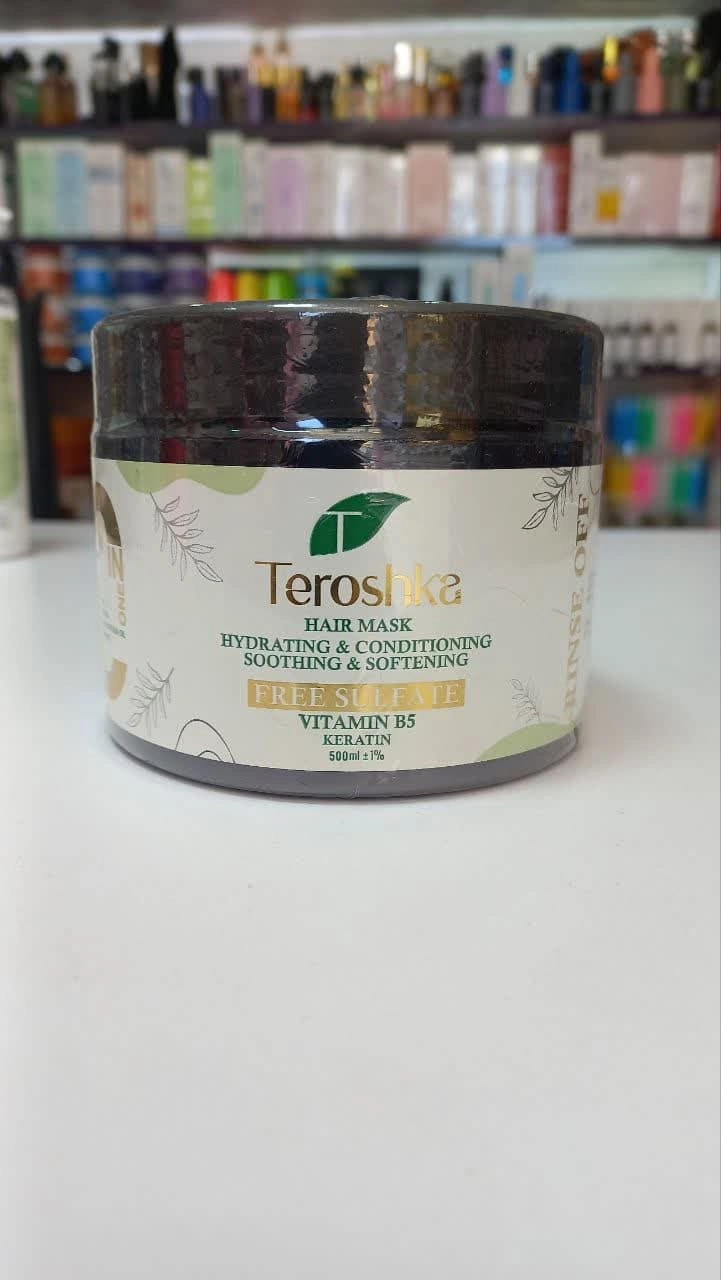 T
Teroshka
HAIR MASK
HYDRATING & CONDITIONING
SOOTHING & SOFTENING
FREE SULFATE
VITAMIN B5
KERATIN
500ml ±1%
IN
ONE
RINSE OFF